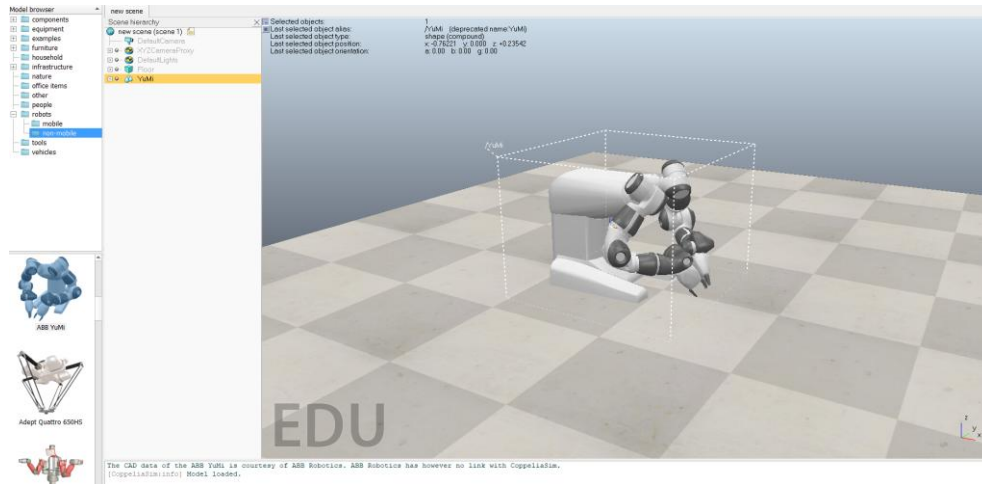 Model browser
components
equipment
examples
furniture
household
infrastructure
nature
office items
other
people
robots
mobile
non-mobile
tools
vehicles
ABB YuMi
Adept Quattro 650HS
new scene
Scene hierarchy
new scene (scene 1)
DefaultCamera
XYZCameraProxy
DefaultLights
Floor
YuMi
Selected objects: 1
Last selected object alias: /YuMi (deprecated name:YuMi)
Last selected object type: shape (compound)
Last selected object position: x: -0.76221 y: 0.000 z: +0.23542
Last selected object orientation: a: 0.00 b: 0.00 g: 0.00
/YuMi
EDU
z
y
x
The CAD data of the ABB YuMi is courtesy of ABB Robotics. ABB Robotics has however no link with CoppeliaSim.
[CoppeliaSim:info] Model loaded.